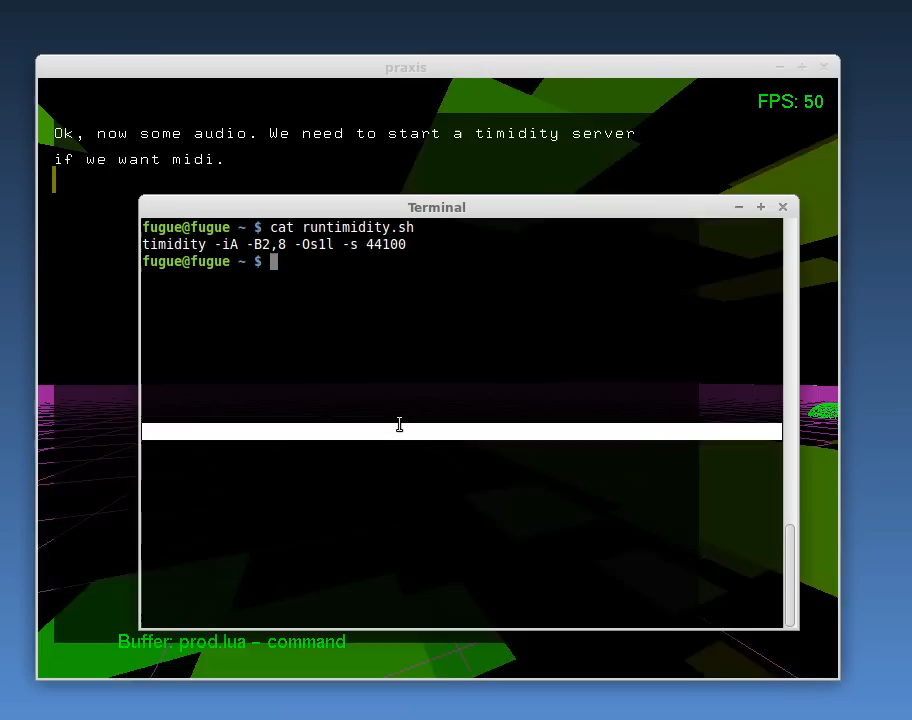 praxis
FPS: 50
Ok, now some audio. We need to start a timidity server
if we want midi.
Terminal
fugue@fugue ~ $ cat runtimidity.sh
timidity -iA -B2,8 -Os1l -s 44100
fugue@fugue ~ $
Buffer: prod.lua - command